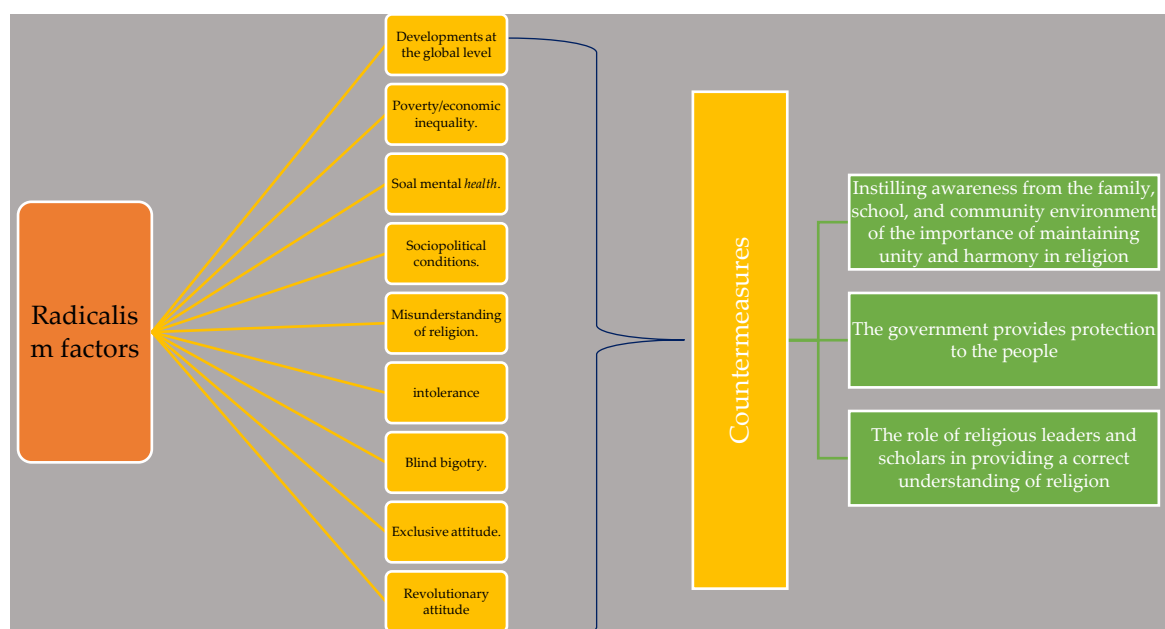 Radicalis
m factors
Developments at
the global level
Poverty/economic
inequality.
Soal mental health.
Sociopolitical
conditions.
Misunderstanding
of religion.
intolerance
Blind bigotry.
Exclusive attitude.
Revolutionary
attitude
Countermeasures
Instilling awareness from the family,
school, and community environment
of the importance of maintaining
unity and harmony in religion
The government provides protection
to the people
The role of religious leaders and
scholars in providing a correct
understanding of religion